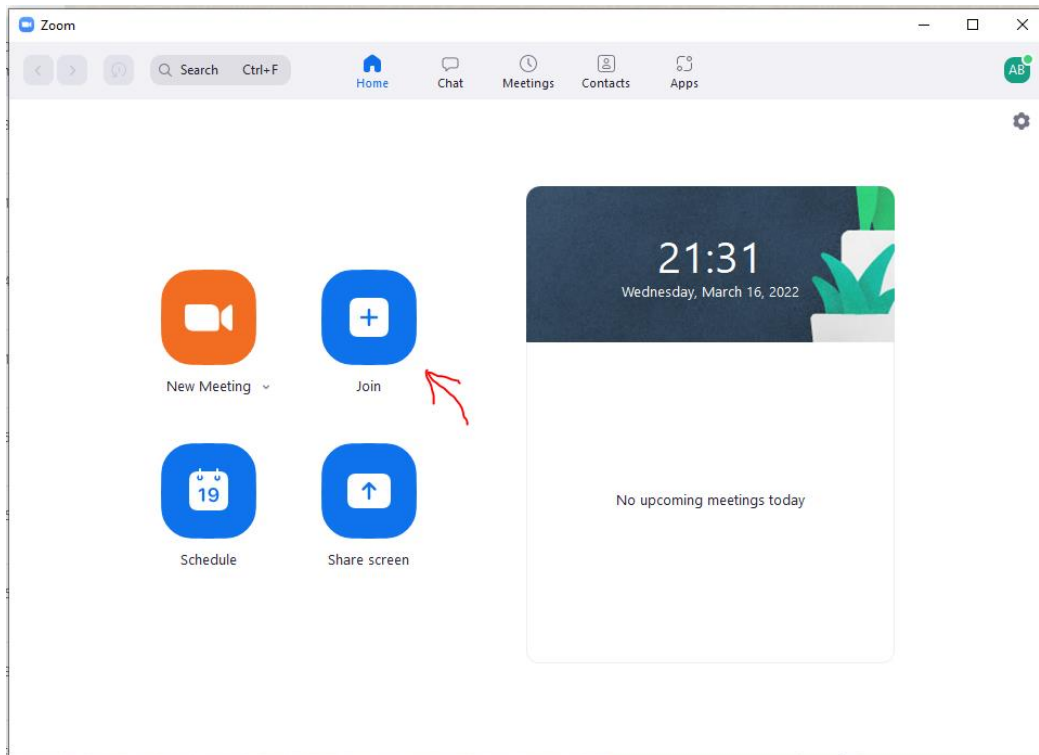 Zoom
Search Ctrl+F
Home Chat Meetings Contacts Apps
AB
21:31
Wednesday, March 16, 2022
New Meeting
Join
19
Schedule
Share screen
No upcoming meetings today